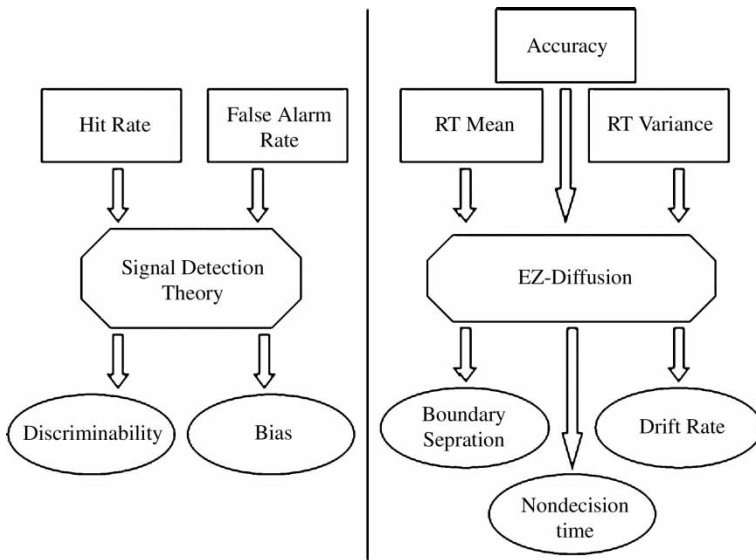 Hit Rate
False Alarm
Rate
Signal Detection
Theory
Discriminability
Bias
Accuracy
RT Mean
RT Variance
EZ-Diffusion
Boundary
Sepration
Drift Rate
Nondecision
time